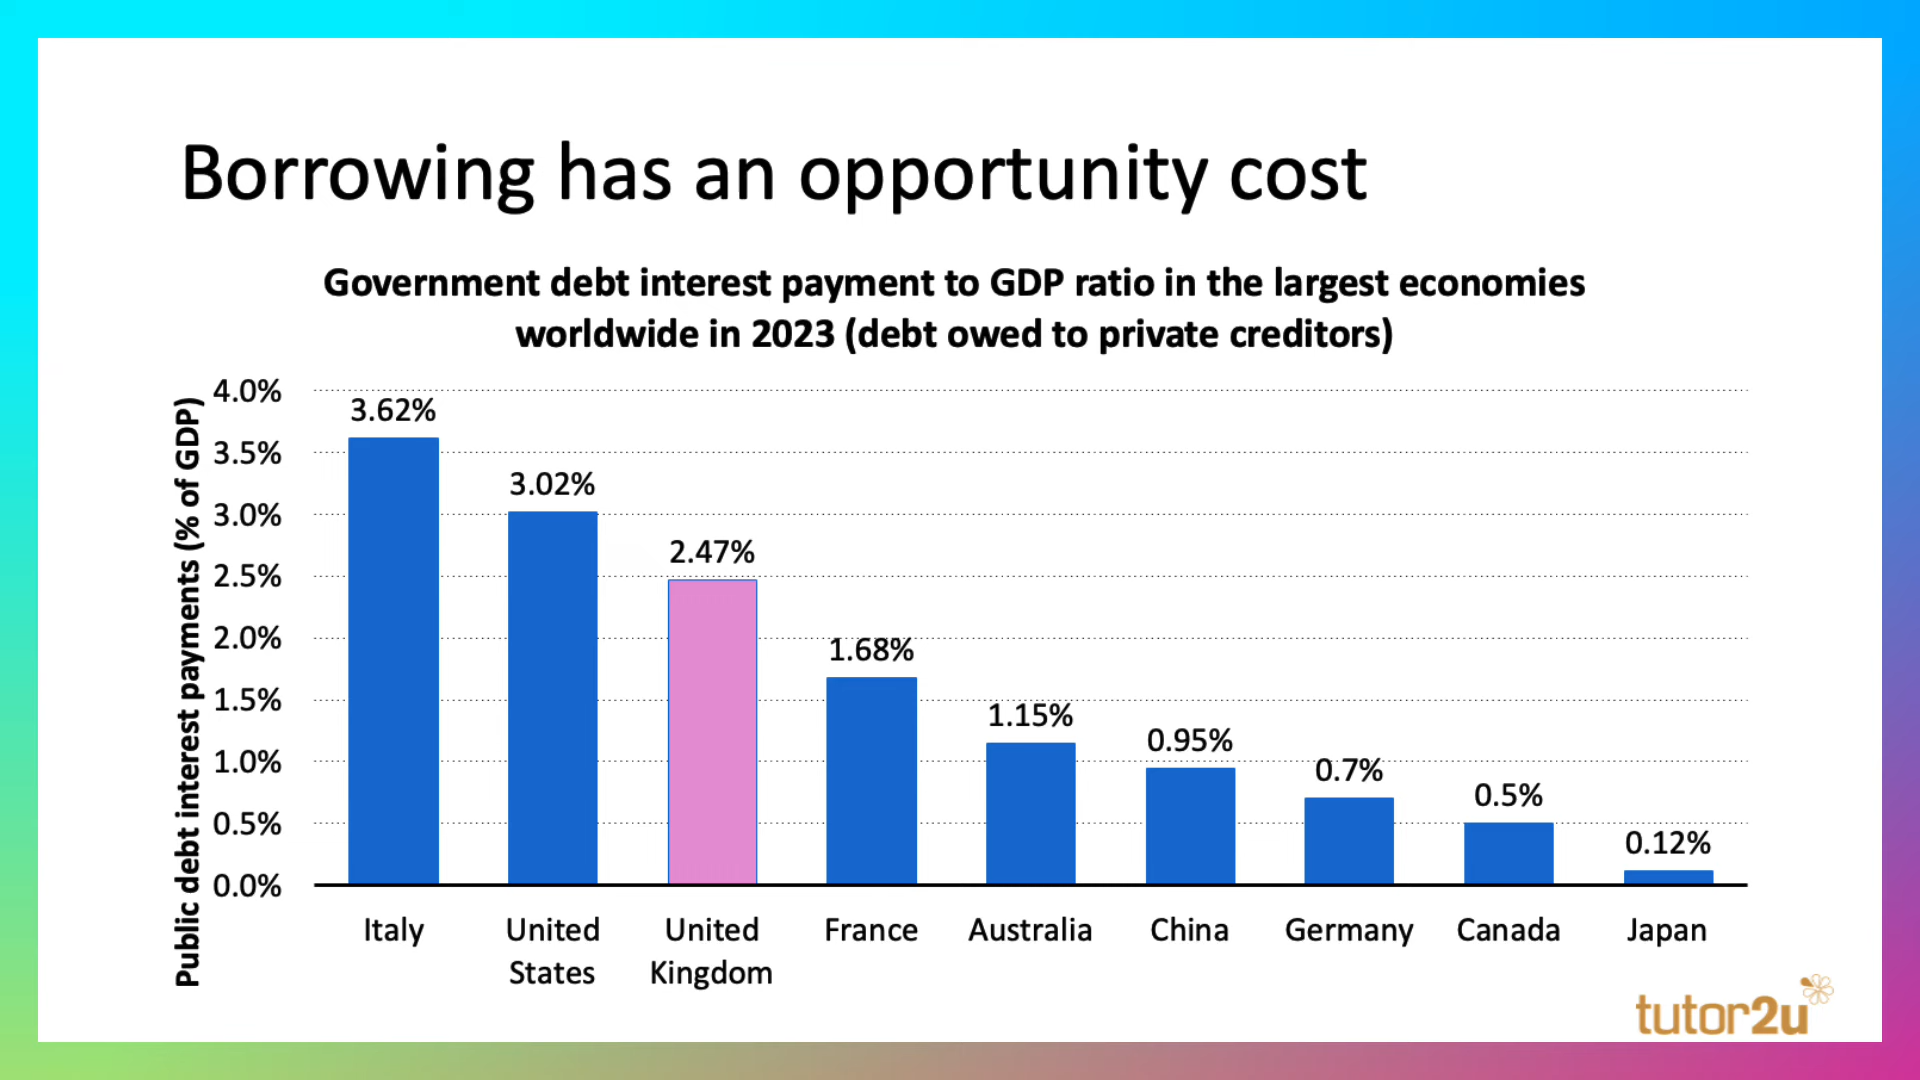 Borrowing has an opportunity cost
Government debt interest payment to GDP ratio in the largest economies
worldwide in 2023 (debt owed to private creditors)
Public debt interest payments (% of GDP)
4.0%
3.5%
3.0%
2.5%
2.0%
1.5%
1.0%
0.5%
0.0%
3.62%
3.02%
2.47%
1.68%
1.15%
0.95%
0.7%
0.5%
0.12%
Italy
United
States
United
Kingdom
France
Australia
China
Germany
Canada
Japan
tutor2u